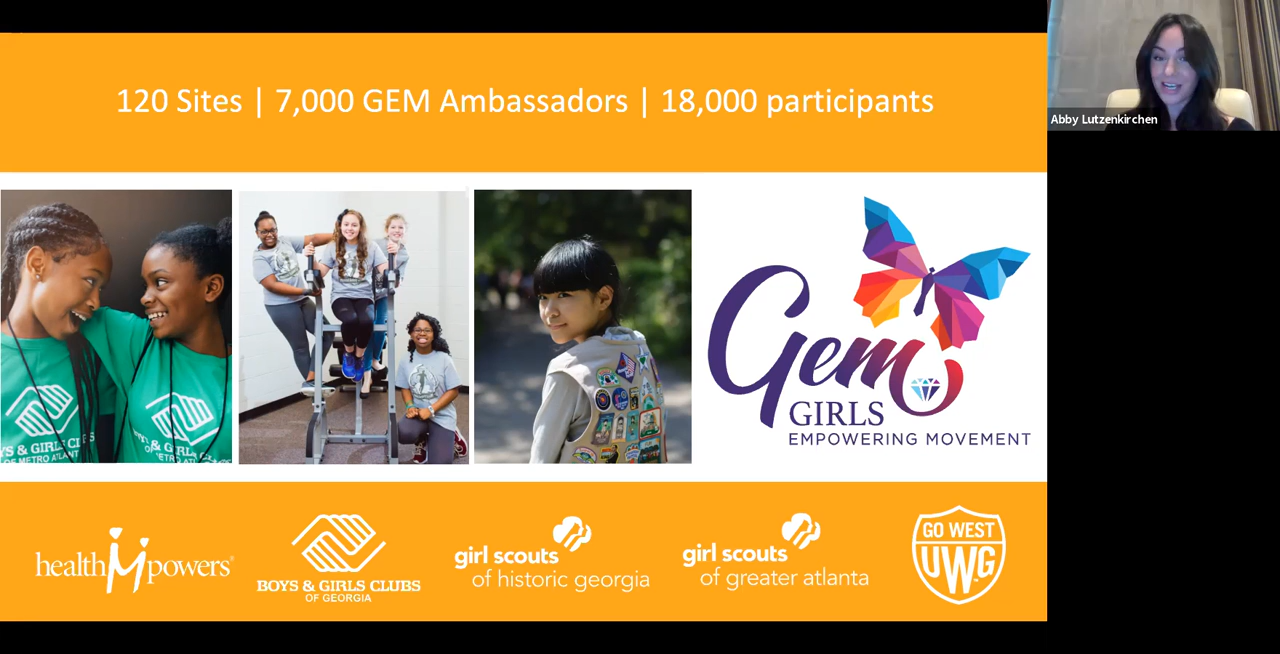 120 Sites | 7,000 GEM Ambassadors | 18,000 participants
Abby Lutzenkirchen
BOYS & GIRLS CLUBS
OF METRO ATLANT
Gem
GIRLS
EMPOWERING MOVEMENT
healthMpowers®
BOYS & GIRLS CLUBS
OF GEORGIA
girl scouts
of historic georgia
girl scouts
of greater atlanta
GO WEST
UWG